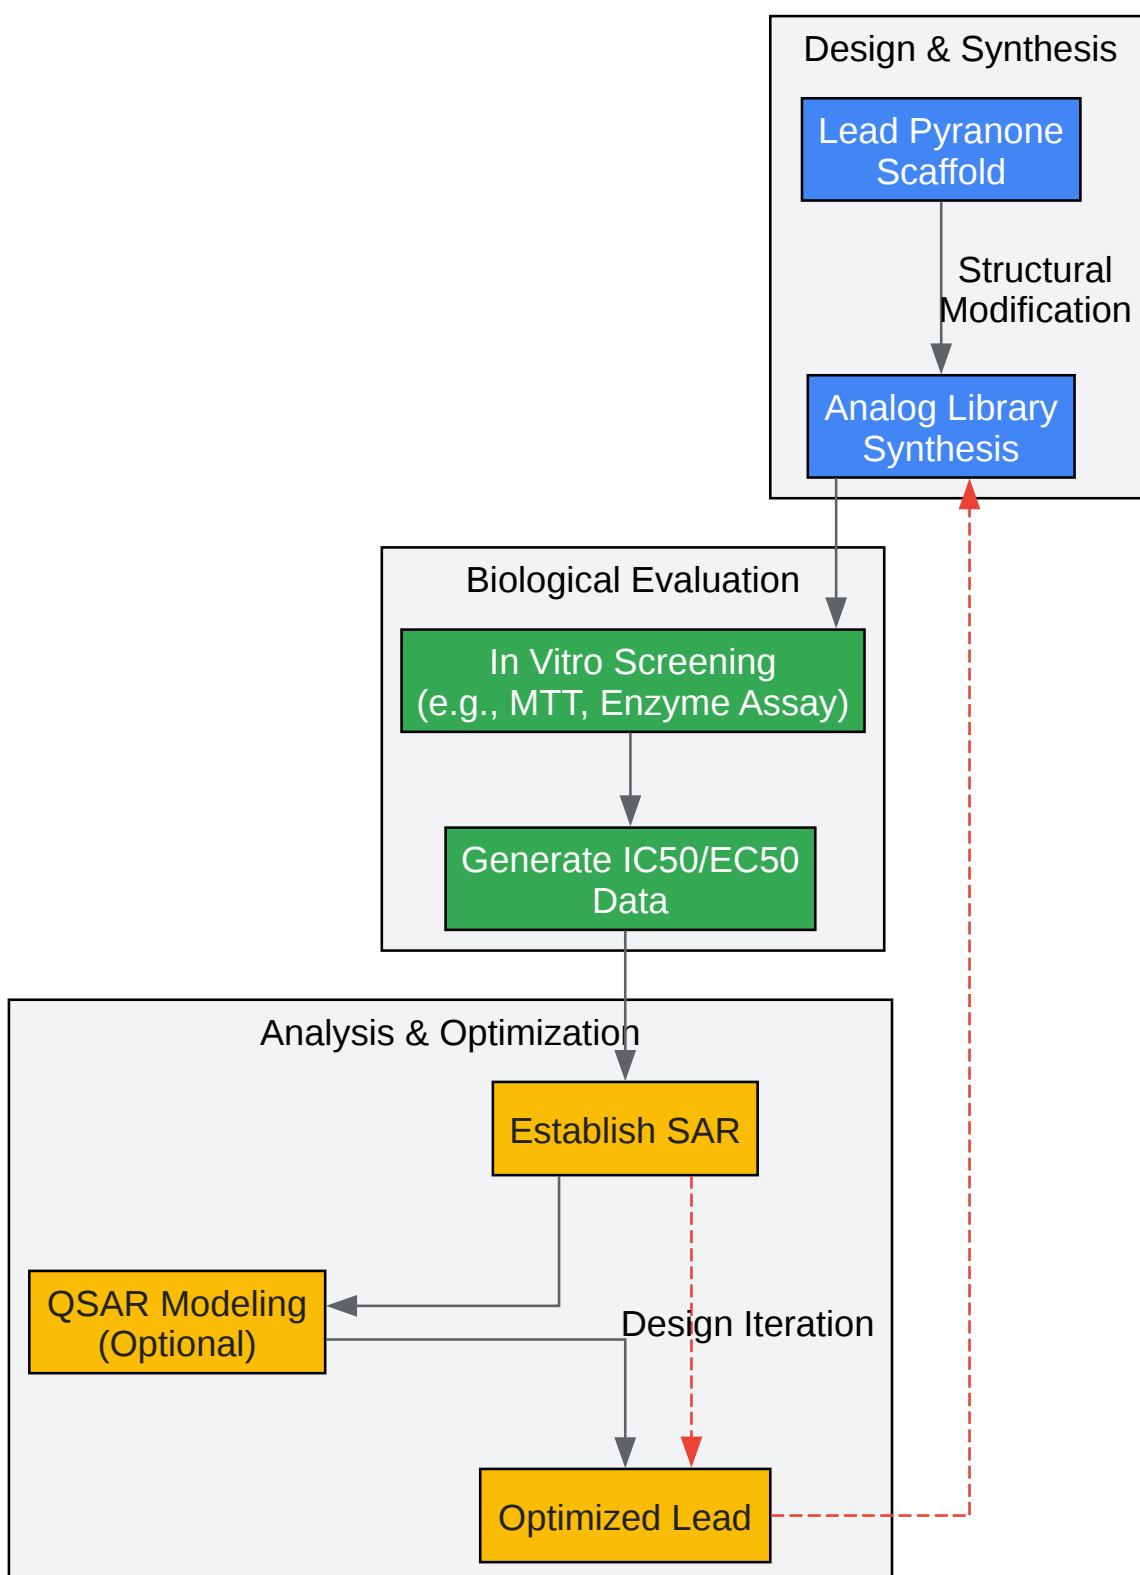 Design & Synthesis
Lead Pyranone
Scaffold
Structural
Modification
Analog Library
Synthesis
Biological Evaluation
In Vitro Screening
(e.g., MTT, Enzyme Assay)
Generate IC50/EC50
Data
Analysis & Optimization
Establish SAR
QSAR Modeling
(Optional)
Design Iteration
Optimized Lead